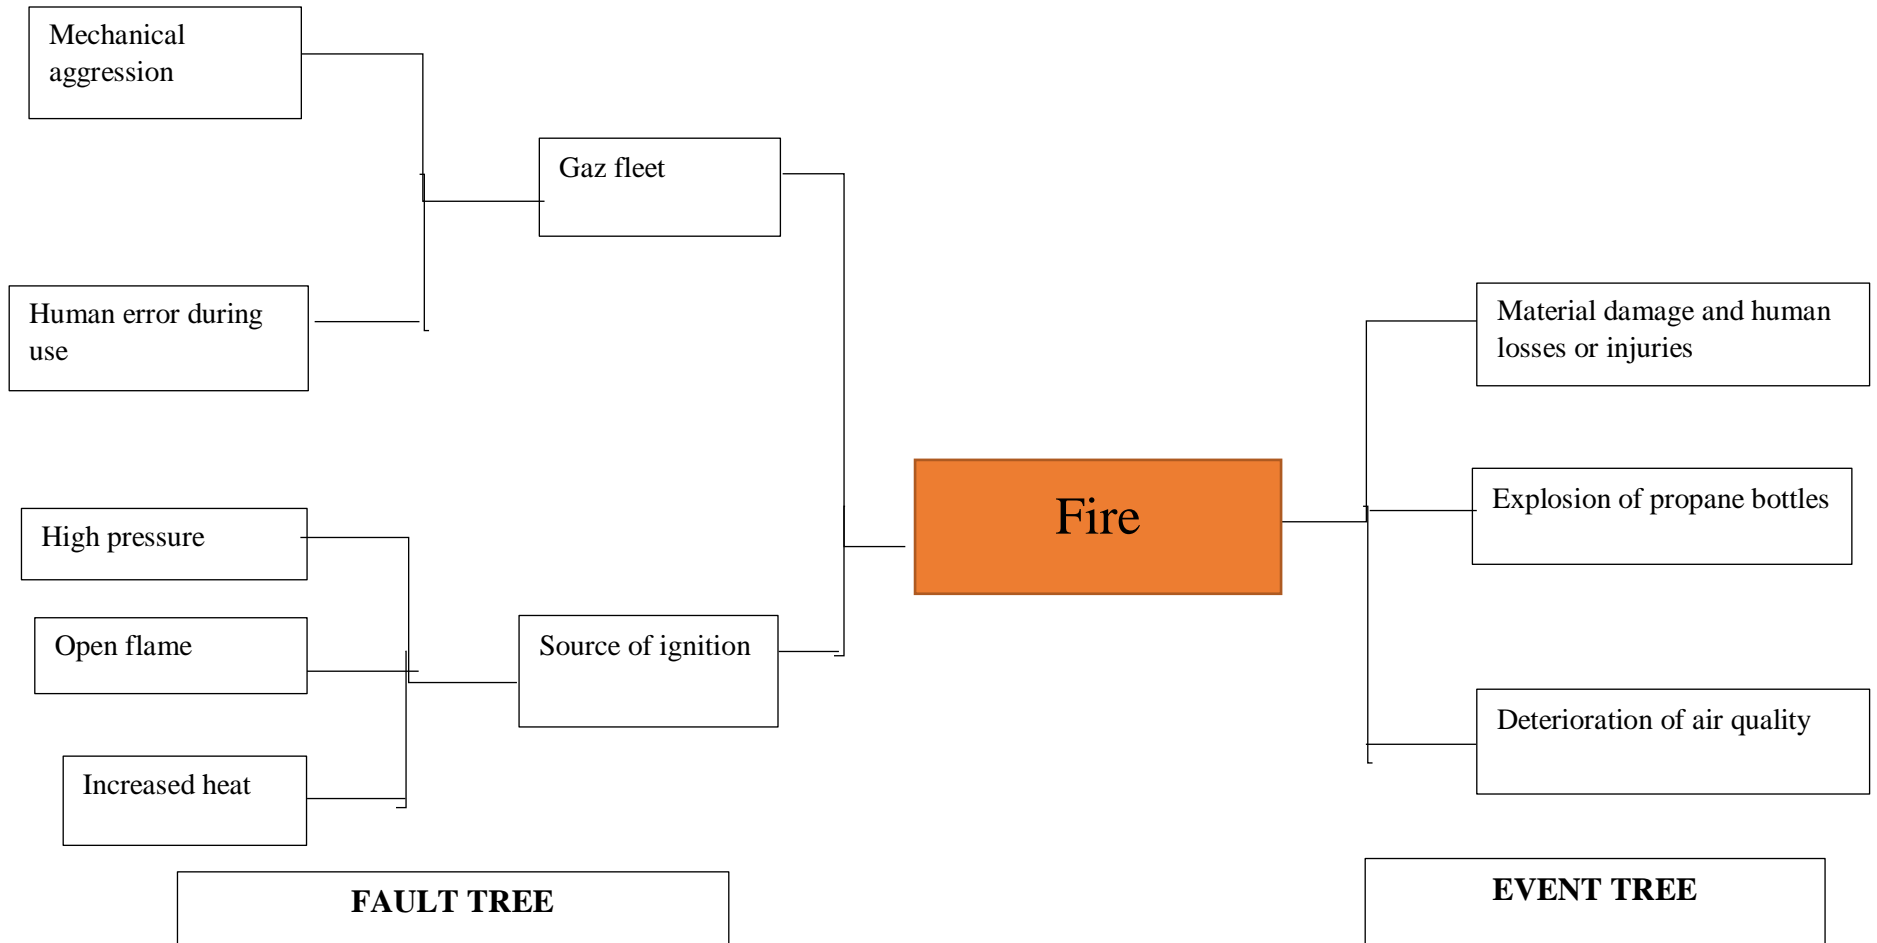 Mechanical
aggression
Gaz fleet
Human error during
use
High pressure
Open flame
Increased heat
Source of ignition
Fire
Material damage and human
losses or injuries
Explosion of propane bottles
Deterioration of air quality
FAULT TREE
EVENT TREE